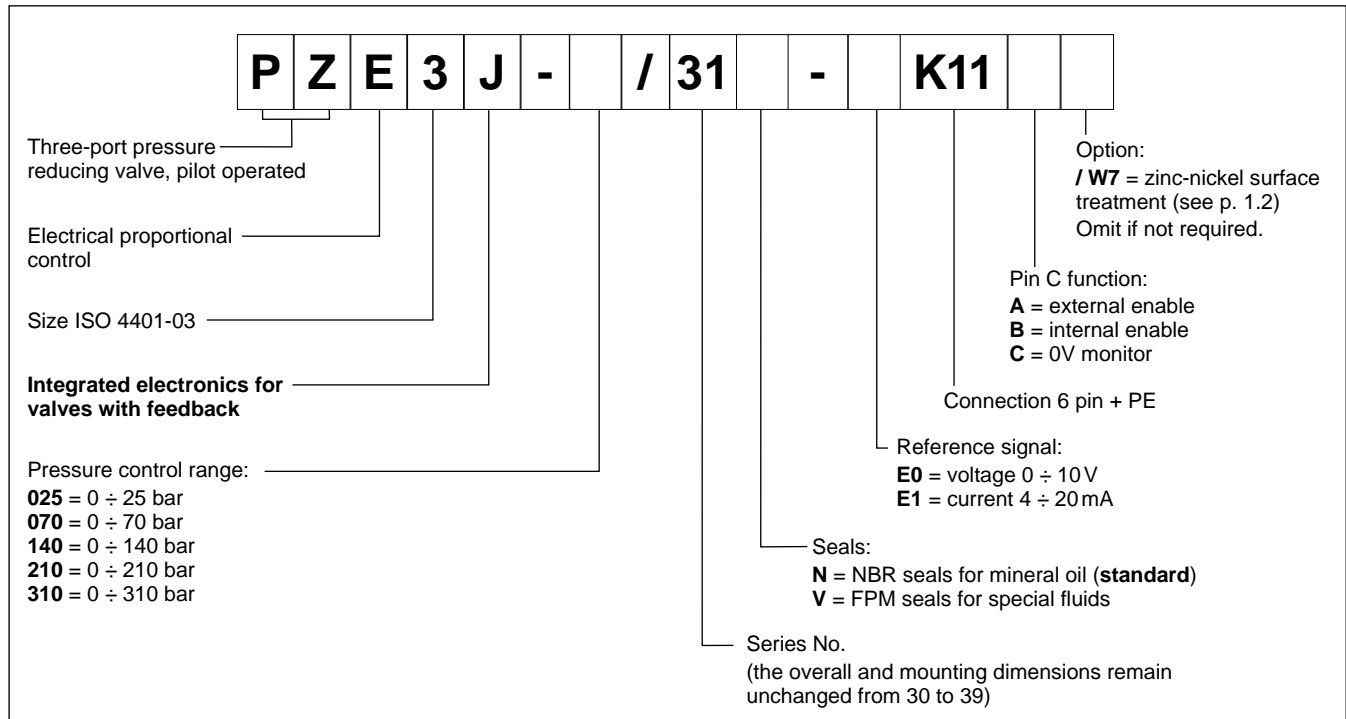 P Z E 3 J - / 31 - K11
Three-port pressure
reducing valve, pilot operated
Electrical proportional
control
Size ISO 4401-03
Integrated electronics for
valves with feedback
Pressure control range:
025 = 0 ÷ 25 bar
070 = 0 ÷ 70 bar
140 = 0 ÷ 140 bar
210 = 0 ÷ 210 bar
310 = 0 ÷ 310 bar
Option:
/ W7 = zinc-nickel surface
treatment (see p. 1.2)
Omit if not required.
Pin C function:
A = external enable
B = internal enable
C = 0V monitor
Connection 6 pin + PE
Reference signal:
E0 = voltage 0 ÷ 10 V
E1 = current 4 ÷ 20 mA
Seals:
N = NBR seals for mineral oil (standard)
V = FPM seals for special fluids
Series No.
(the overall and mounting dimensions remain
unchanged from 30 to 39)